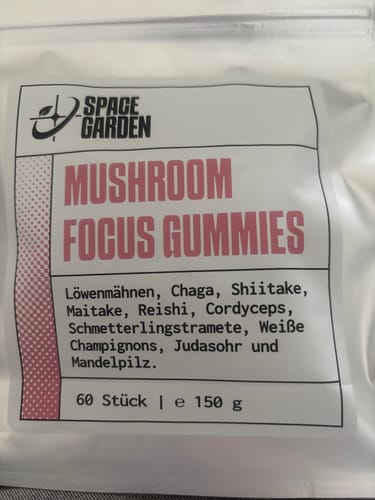 SPACE
GARDEN
MUSHROOM
FOCUS GUMMIES
Löwenmähnen, Chaga, Shiitake,
Maitake, Reishi, Cordyceps,
Schmetterlingstramete, Weiße
Champignons, Judasohr und
Mandelpilz.
60 Stück | ℮ 150 g